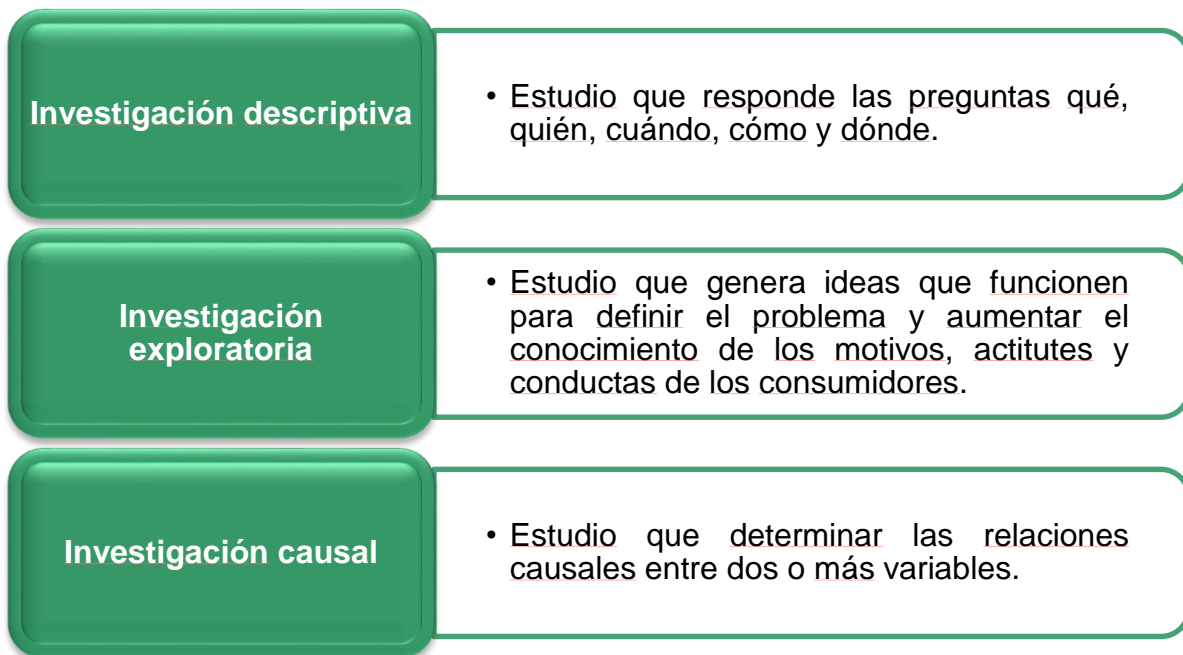 Investigación descriptiva
• Estudio que responde las preguntas qué,
quién, cuándo, cómo y dónde.
Investigación
exploratoria
• Estudio que genera ideas que funcionen
para definir el problema y aumentar el
conocimiento de los motivos, actitutes y
conductas de los consumidores.
Investigación causal
• Estudio que determinar las relaciones
causales entre dos o más variables.